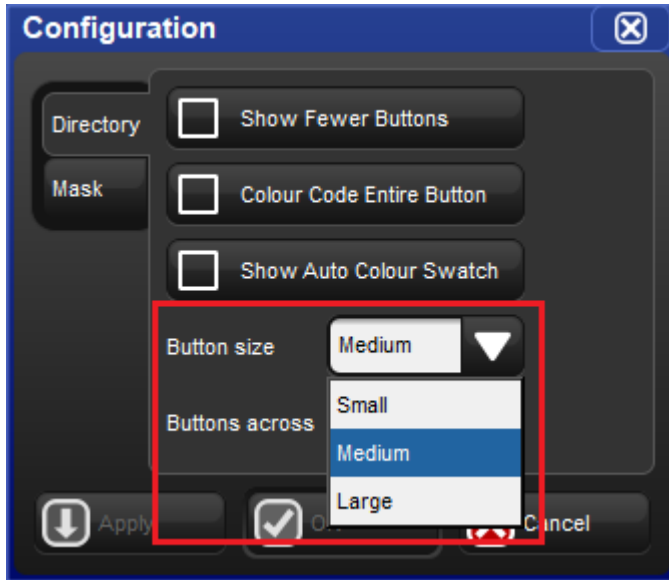 Configuration
Directory
Show Fewer Buttons
Mask
Colour Code Entire Button
Show Auto Colour Swatch
Button size
Medium
Small
Buttons across
Medium
Large
Apply
Cancel